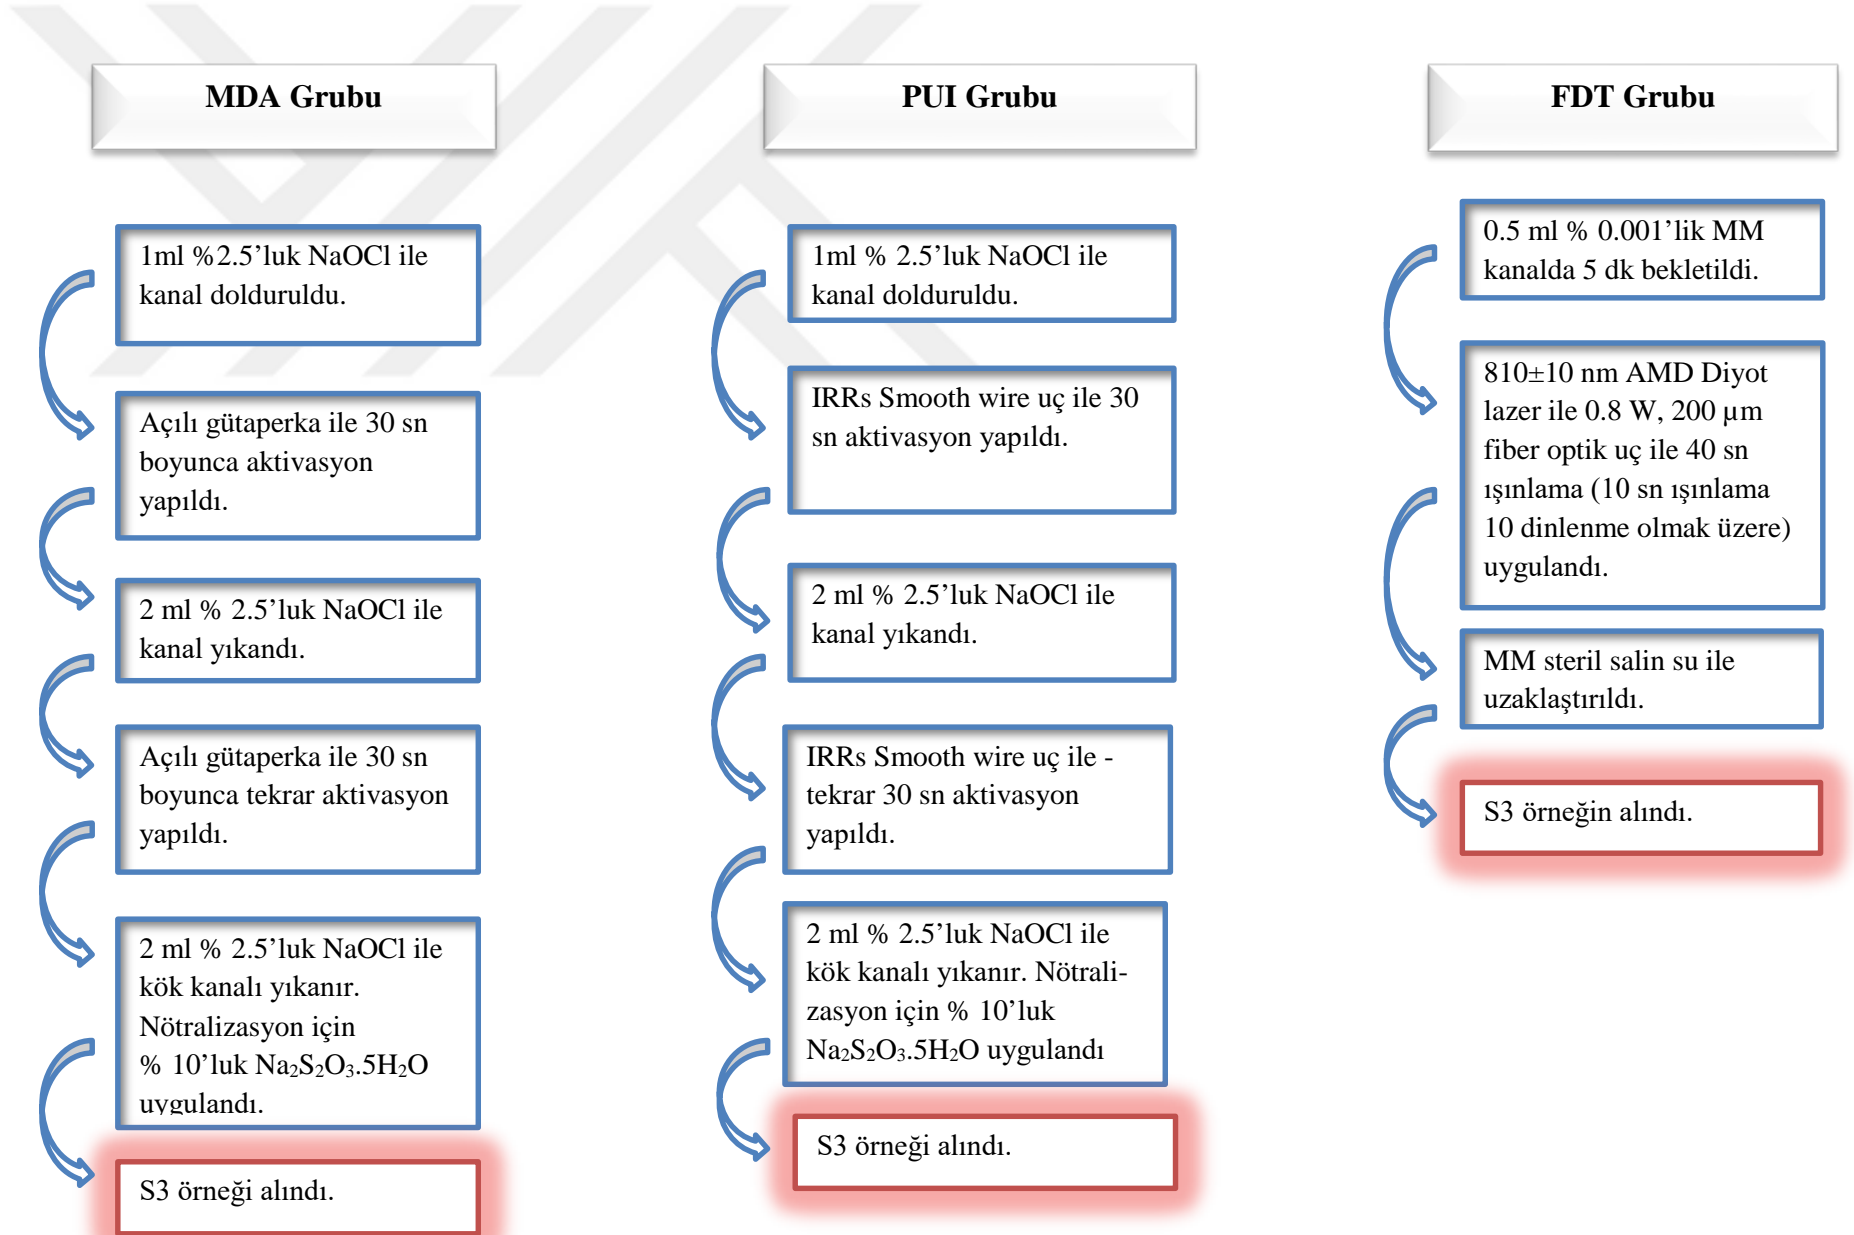 MDA Grubu
1ml %2.5’luk NaOCl ile
kanal dolduruldu.
Açılı gütaperka ile 30 sn
boyunca aktivasyon
yapıldı.
2 ml % 2.5’luk NaOCl ile
kanal yıkandı.
Açılı gütaperka ile 30 sn
boyunca tekrar aktivasyon
yapıldı.
2 ml % 2.5’luk NaOCl ile
kök kanalı yıkanır.
Nötralizasyon için
% 10’luk Na₂S₂O₃.5H₂O
uygulandı.
S3 örneği alındı.
PUI Grubu
1ml % 2.5’luk NaOCl ile
kanal dolduruldu.
IRRs Smooth wire uç ile 30
sn aktivasyon yapıldı.
2 ml % 2.5’luk NaOCl ile
kanal yıkandı.
IRRs Smooth wire uç ile -
tekrar 30 sn aktivasyon
yapıldı.
2 ml % 2.5’luk NaOCl ile
kök kanalı yıkanır. Nötrali-
zasyon için % 10’luk
Na₂S₂O₃.5H₂O uygulandı
S3 örneği alındı.
FDT Grubu
0.5 ml % 0.001’lik MM
kanalda 5 dk bekletildi.
810±10 nm AMD Diyot
lazer ile 0.8 W, 200 µm
fiber optik uç ile 40 sn
ışınlama (10 sn ışınlama
10 dinlenme olmak üzere)
uygulandı.
MM steril salin su ile
uzaklaştırıldı.
S3 örneğin alındı.